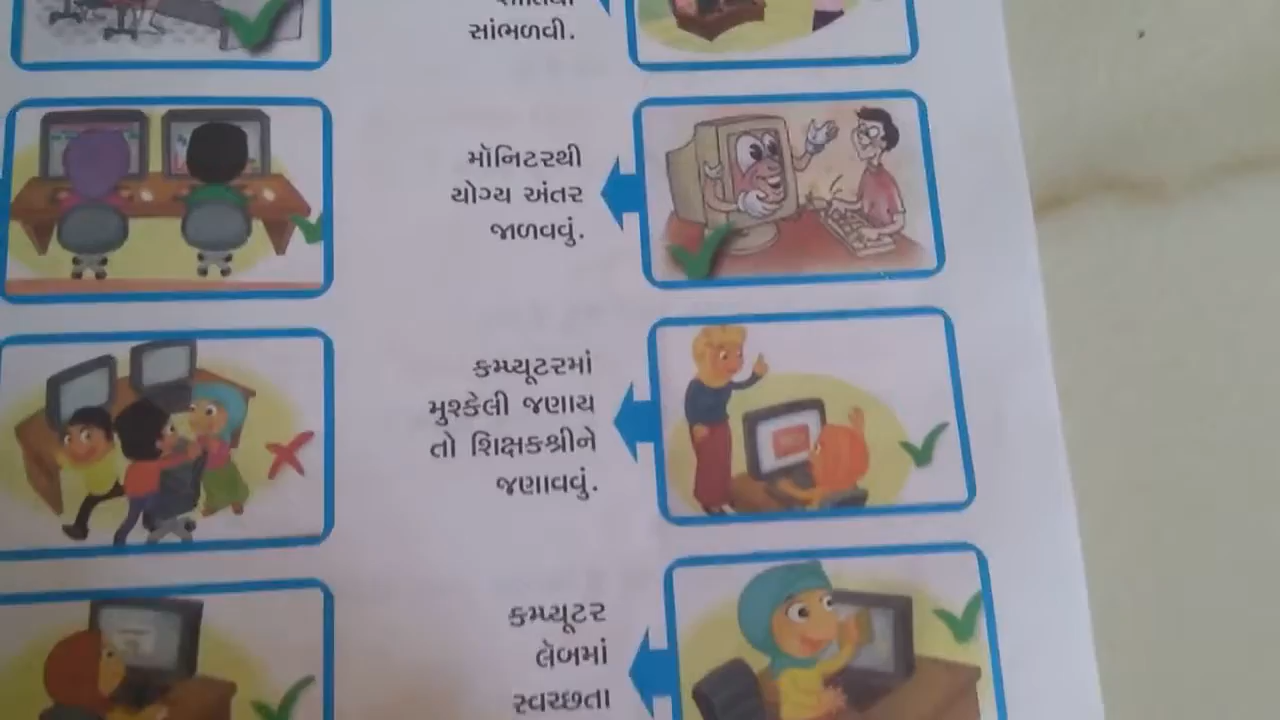 સાંભળવી.
મૉનિટરથી
યોગ્ય અંતર
જાળવવું.
કમ્પ્યૂટરમાં
મુશ્કેલી જણાય
તો શિક્ષકશ્રીને
જણાવવું.
કમ્પ્યૂટર
લૅબમાં
સ્વચ્છતા